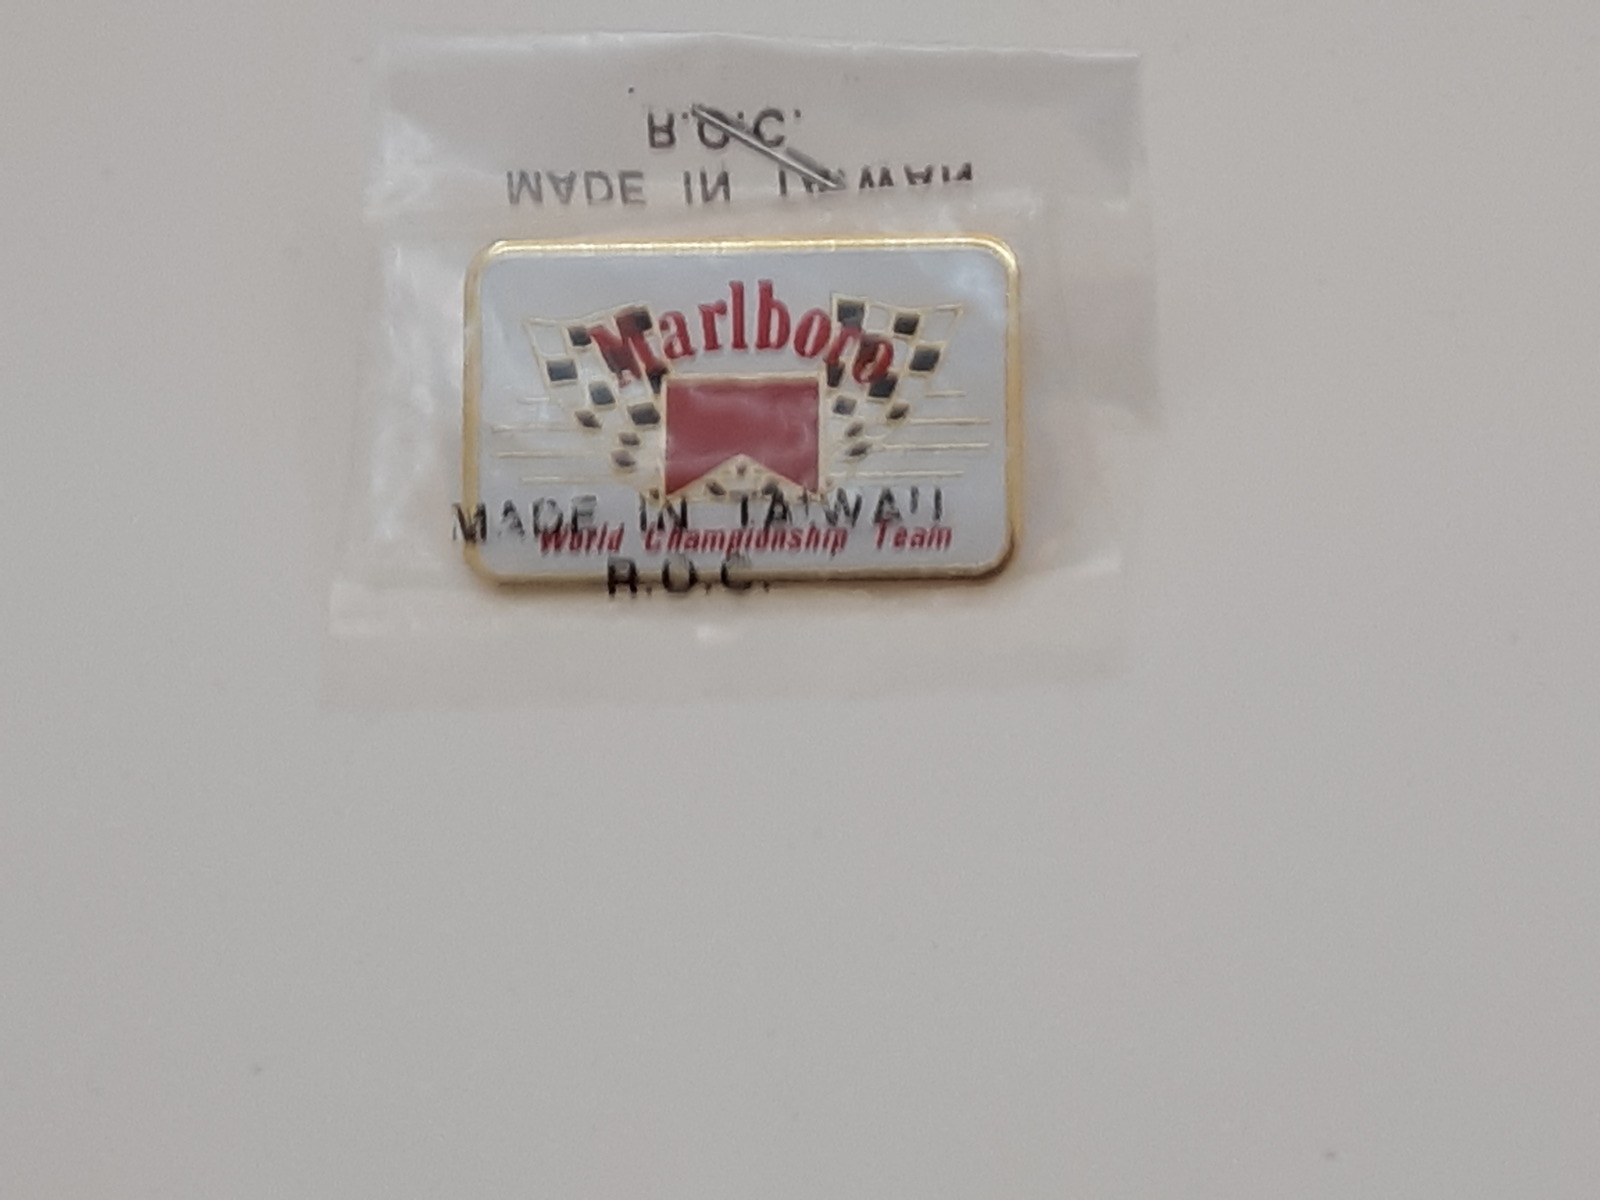 R.O.C.
MADE IN TAIWAN
Marlboro
MADE IN TAIWAN
World Championship Team
R.O.C.